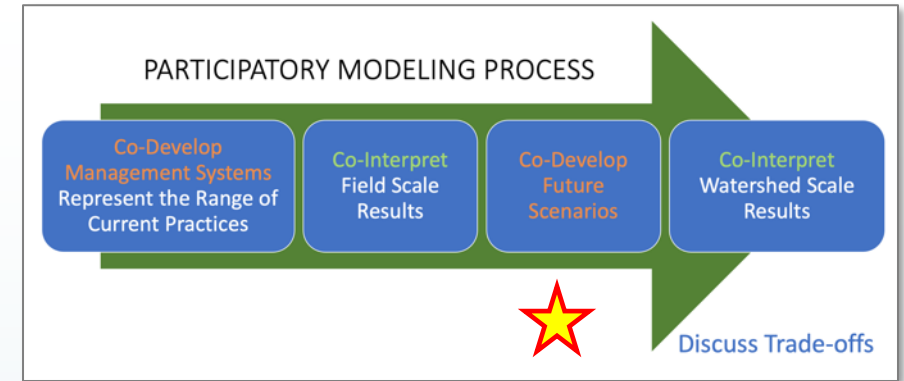 PARTICIPATORY MODELING PROCESS
Co-Develop
Management Systems
Represent the Range of
Current Practices
Co-Interpret
Field Scale
Results
Co-Develop
Future
Scenarios
Co-Interpret
Watershed Scale
Results
Discuss Trade-offs